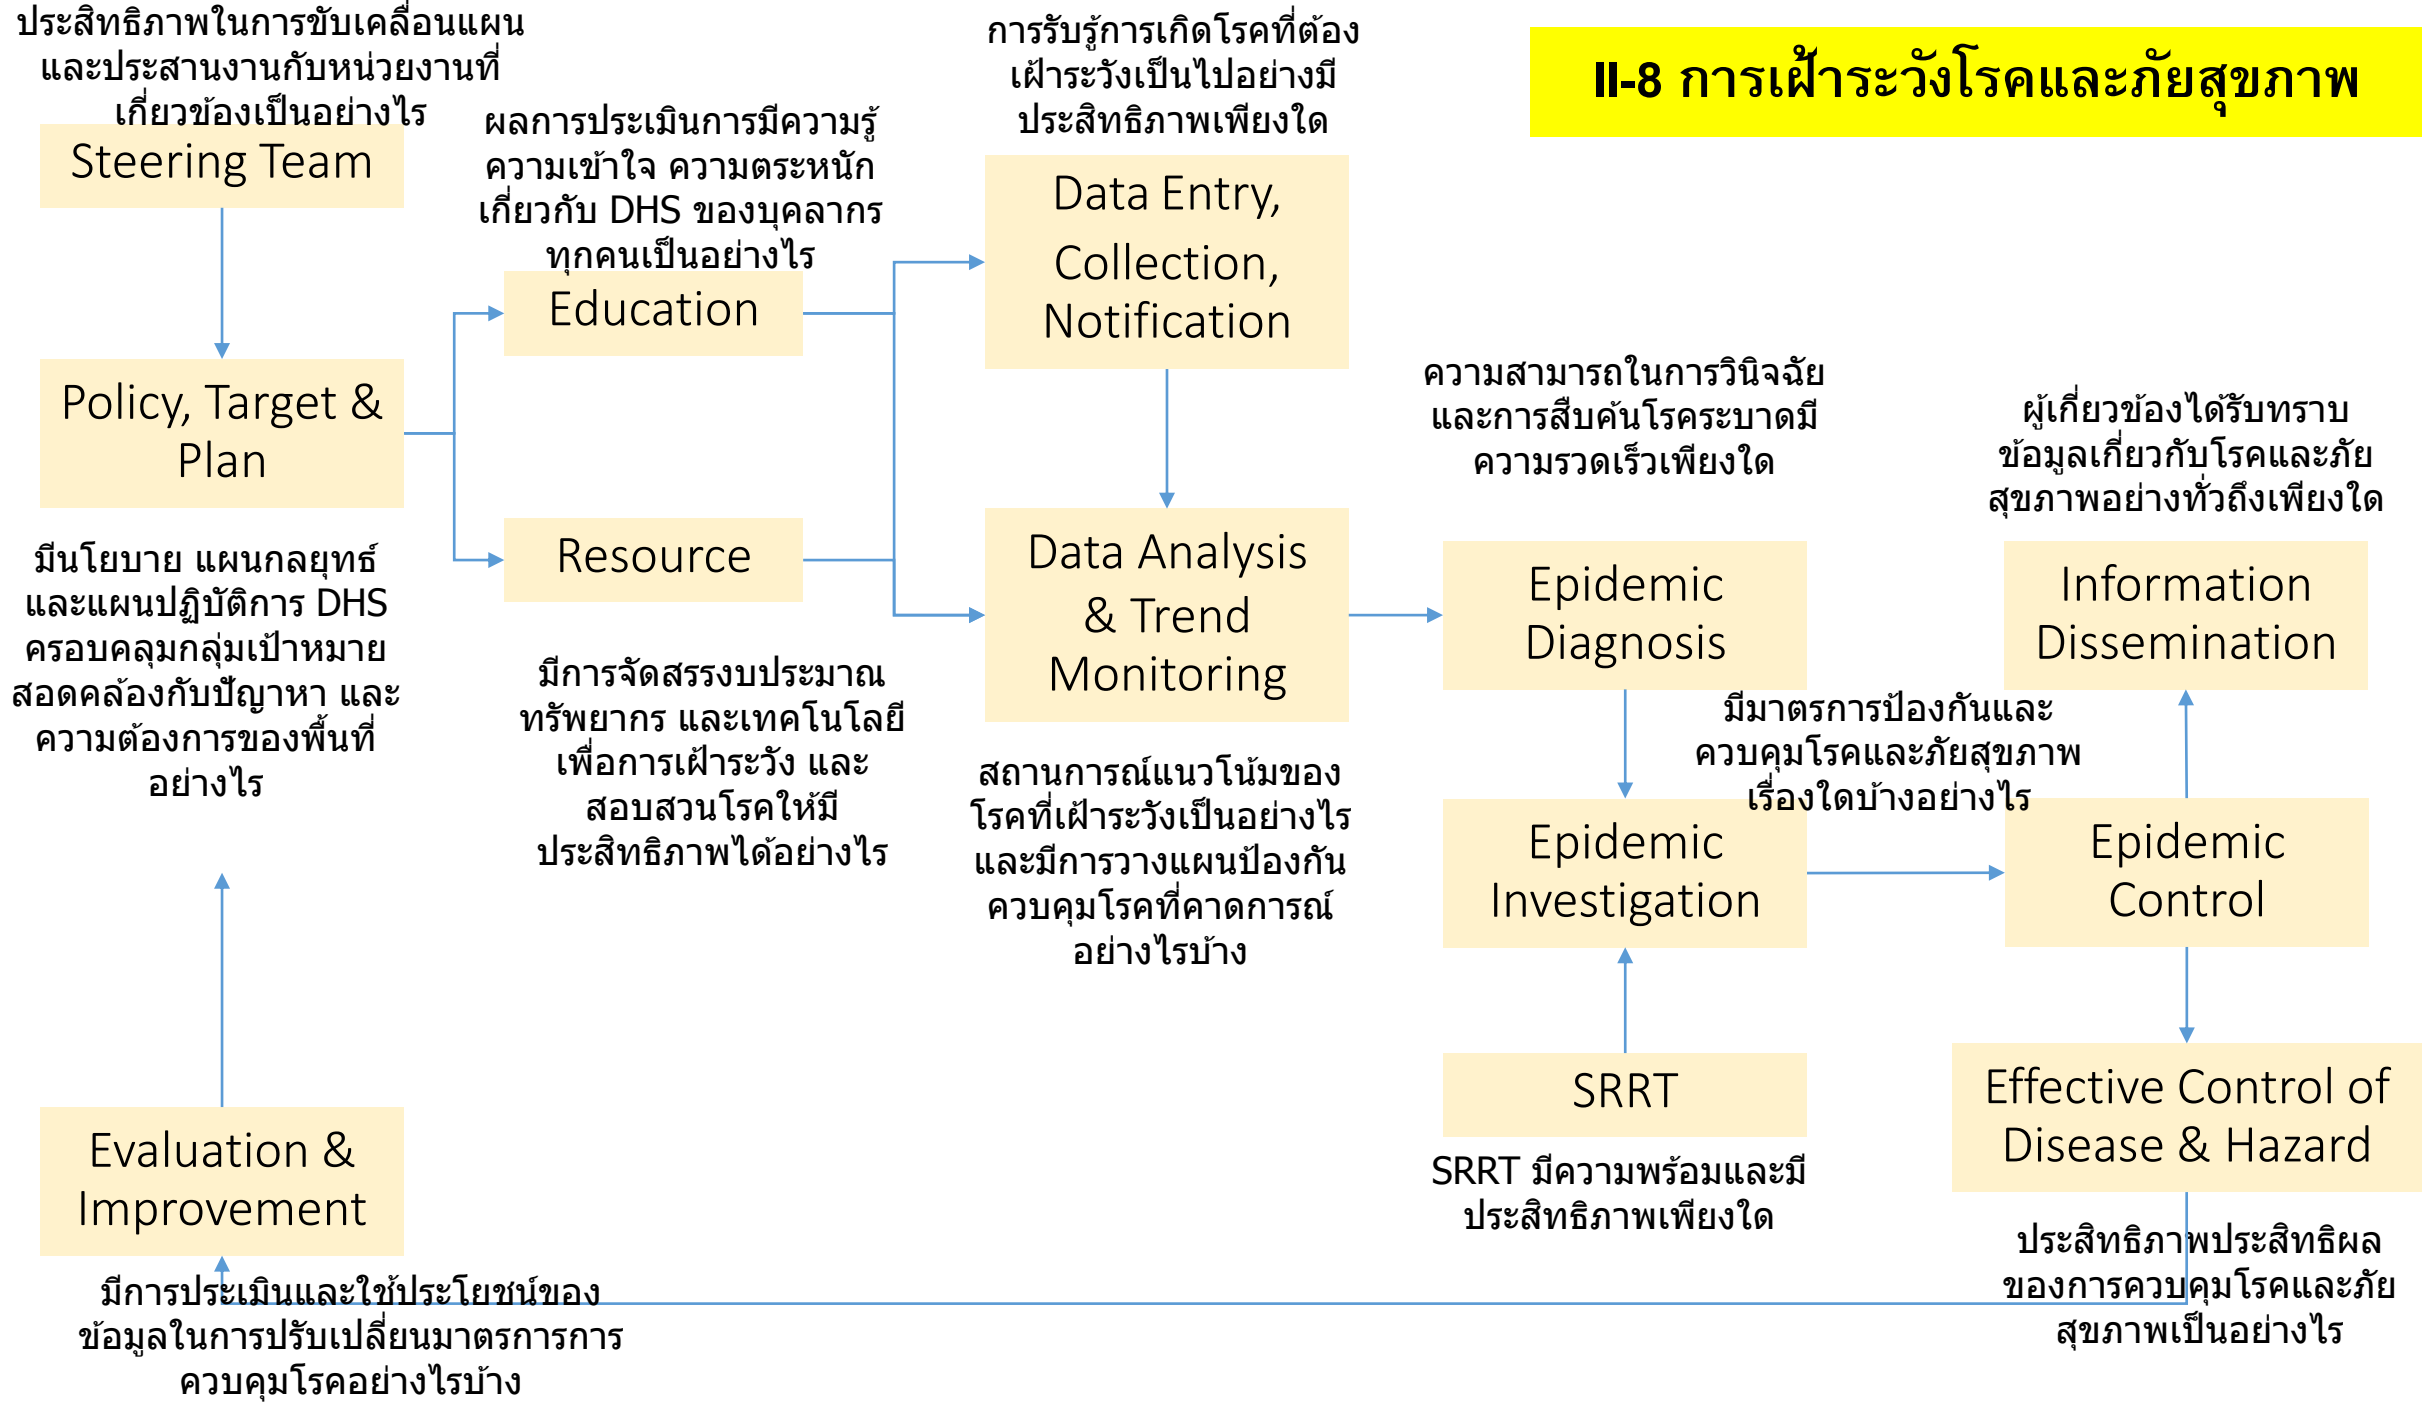 ประสิทธิภาพในการขับเคลื่อนแผน
และประสานงานกับหน่วยงานที่
เกี่ยวข้องเป็นอย่างไร
Steering Team
Policy, Target &
Plan
มีนโยบาย แผนกลยุทธ์
และแผนปฏิบัติการ DHS
ครอบคลุมกลุ่มเป้าหมาย
สอดคล้องกับปัญาหา และ
ความต้องการของพื้นที่
อย่างไร
Evaluation &
Improvement
มีการประเมินและใช้ประโยชน์ของ
ข้อมูลในการปรับเปลี่ยนมาตรการการ
ควบคุมโรคอย่างไรบ้าง
ผลการประเมินการมีความรู้
ความเข้าใจ ความตระหนัก
เกี่ยวกับ DHS ของบุคลากร
ทุกคนเป็นอย่างไร
Education
Resource
มีการจัดสรรงบประมาณ
ทรัพยากร และเทคโนโลยี
เพื่อการเฝ้าระวัง และ
สอบสวนโรคให้มี
ประสิทธิภาพได้อย่างไร
การรับรู้การเกิดโรคที่ต้อง
เฝ้าระวังเป็นไปอย่างมี
ประสิทธิภาพเพียงใด
Data Entry,
Collection,
Notification
Data Analysis
& Trend
Monitoring
สถานการณ์แนวโน้มของ
โรคที่เฝ้าระวังเป็นอย่างไร
และมีการวางแผนป้องกัน
ควบคุมโรคที่คาดการณ์
อย่างไรบ้าง
II-8 การเฝ้าระวังโรคและภัยสุขภาพ
ความสามารถในการวินิจฉัย
และการสืบค้นโรคระบาดมี
ความรวดเร็วเพียงใด
Epidemic
Diagnosis
Epidemic
Investigation
SRRT
SRRT มีความพร้อมและมี
ประสิทธิภาพเพียงใด
ผู้เกี่ยวข้องได้รับทราบ
ข้อมูลเกี่ยวกับโรคและภัย
สุขภาพอย่างทั่วถึงเพียงใด
Information
Dissemination
มีมาตรการป้องกันและ
ควบคุมโรคและภัยสุขภาพ
เรื่องใดบ้างอย่างไร
Epidemic
Control
Effective Control of
Disease & Hazard
ประสิทธิภาพประสิทธิผล
ของการควบคุมโรคและภัย
สุขภาพเป็นอย่างไร